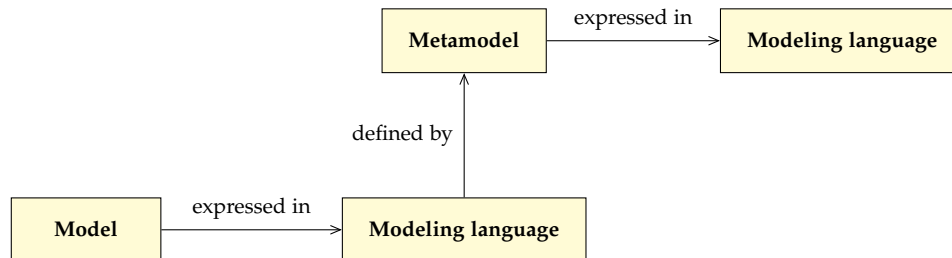 expressed in
Metamodel
Modeling language
defined by
expressed in
Model
Modeling language